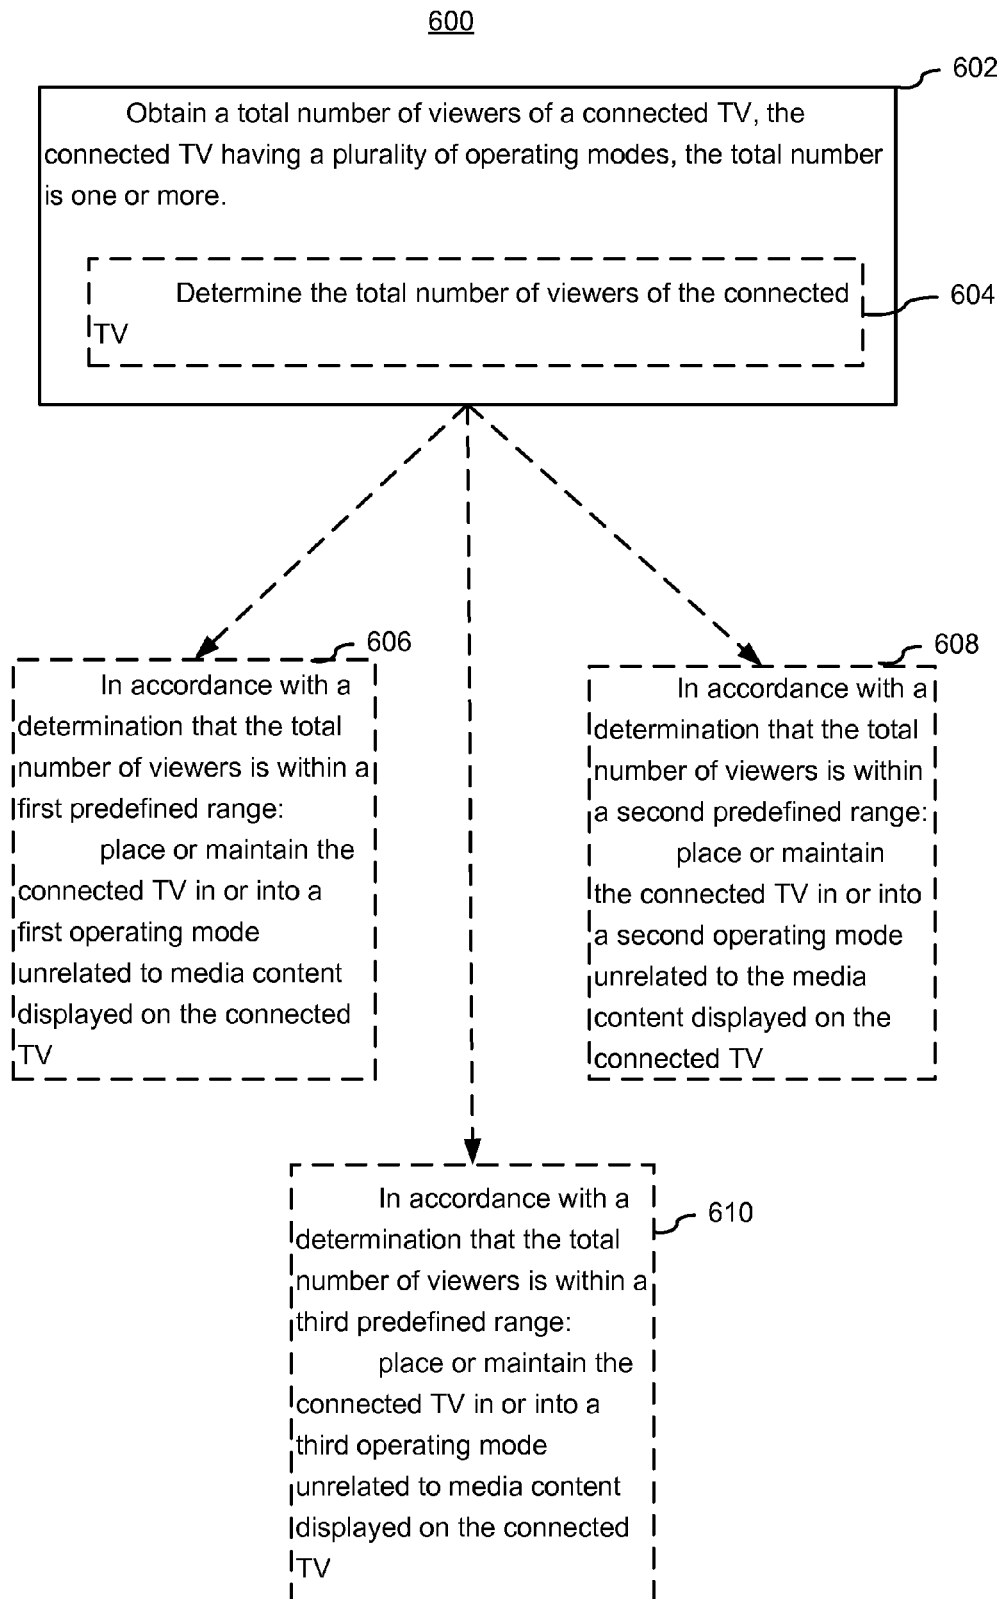 600
602
Obtain a total number of viewers of a connected TV, the
connected TV having a plurality of operating modes, the total number
is one or more.
Determine the total number of viewers of the connected
TV
604
606
In accordance with a
determination that the total
number of viewers is within a
first predefined range:
place or maintain the
connected TV in or into a
first operating mode
unrelated to media content
displayed on the connected
TV
608
In accordance with a
determination that the total
number of viewers is within
a second predefined range:
place or maintain
the connected TV in or into
a second operating mode
unrelated to the media
content displayed on the
connected TV
610
In accordance with a
determination that the total
number of viewers is within a
third predefined range:
place or maintain the
connected TV in or into a
third operating mode
unrelated to media content
displayed on the connected
TV